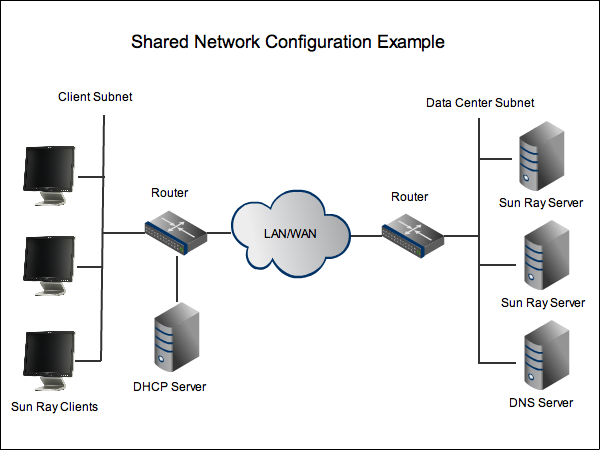 Shared Network Configuration Example
Client Subnet
Data Center Subnet
Router
Router
Sun Ray Server
LAN/WAN
Sun Ray Server
DHCP Server
Sun Ray Clients
DNS Server